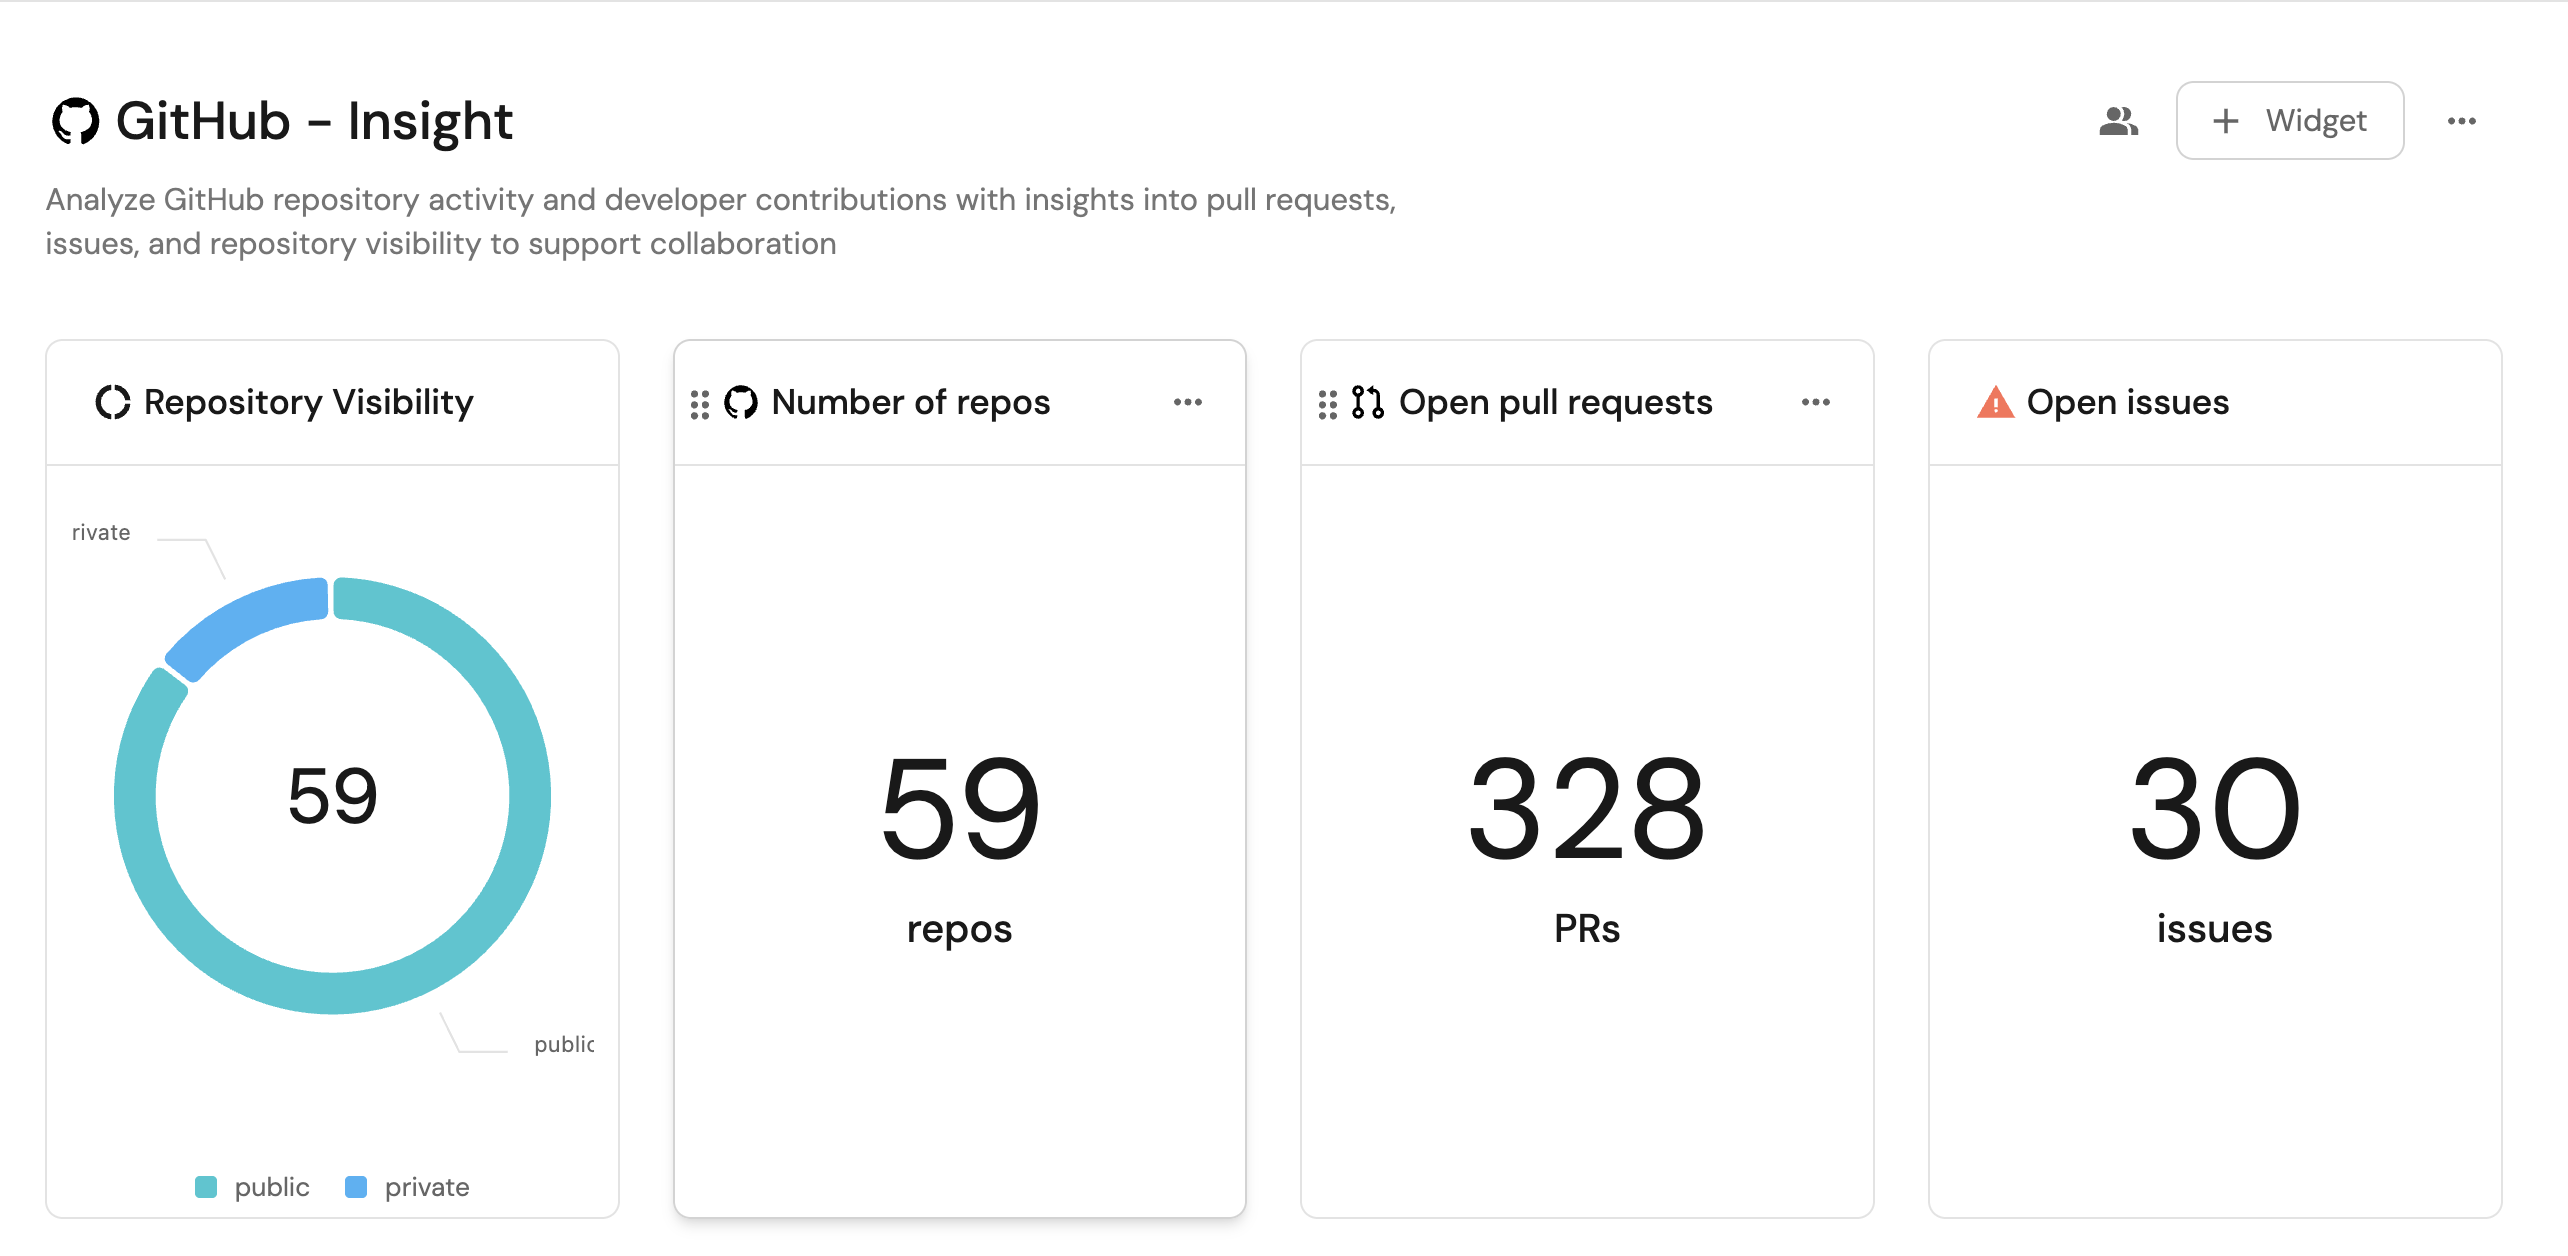 GitHub - Insight
Widget
Analyze GitHub repository activity and developer contributions with insights into pull requests,
issues, and repository visibility to support collaboration
Repository Visibility
rivate
59
public
public
private
Number of repos
59
repos
Open pull requests
328
PRs
Open issues
30
issues